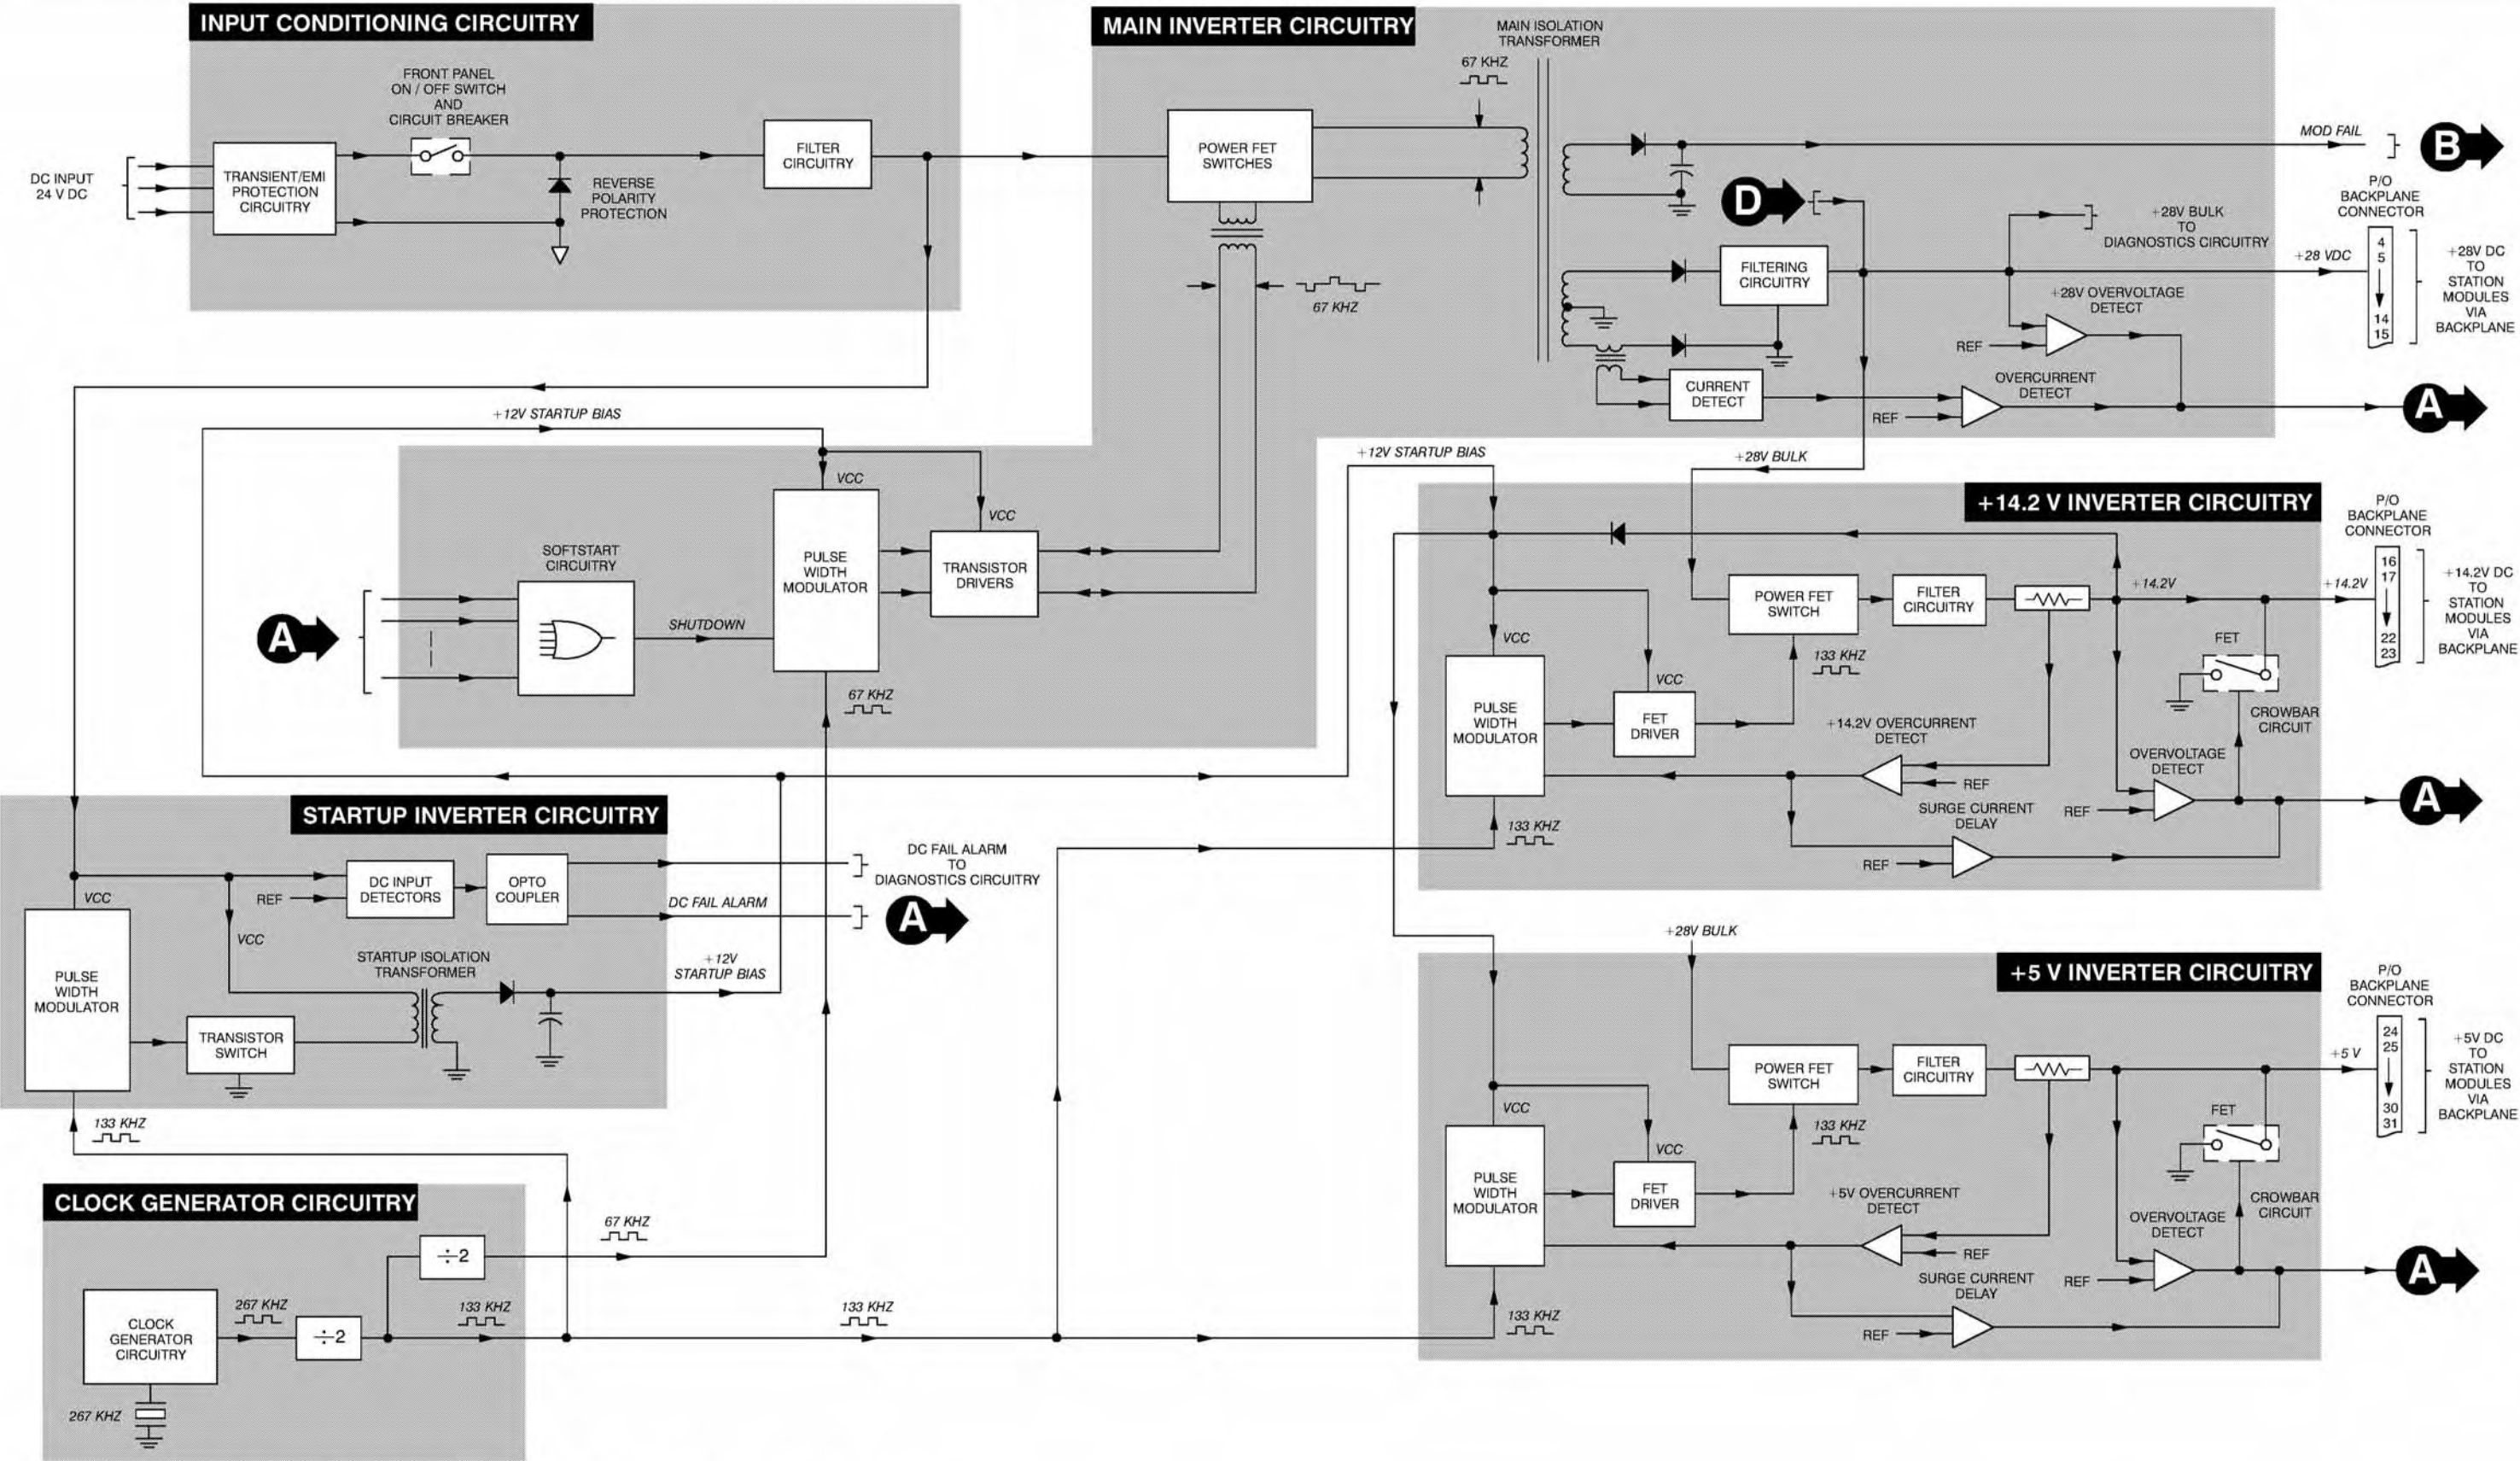 INPUT CONDITIONING CIRCUITRY
FRONT PANEL
ON / OFF SWITCH
AND
CIRCUIT BREAKER
DC INPUT
24 V DC
TRANSIENT/EMI
PROTECTION
CIRCUITRY
REVERSE
POLARITY
PROTECTION
FILTER
CIRCUITRY
MAIN INVERTER CIRCUITRY
MAIN ISOLATION
TRANSFORMER
67 KHZ
POWER FET
SWITCHES
67 KHZ
MOD FAIL
B
D
P/O
BACKPLANE
CONNECTOR
+28V BULK
TO
DIAGNOSTICS CIRCUITRY
FILTERING
CIRCUITRY
+28 VDC
4
5
14
15
+28V DC
TO
STATION
MODULES
VIA
BACKPLANE
+28V OVERVOLTAGE
DETECT
REF
CURRENT
DETECT
OVERCURRENT
DETECT
REF
A
+12V STARTUP BIAS
VCC
VCC
SOFTSTART
CIRCUITRY
PULSE
WIDTH
MODULATOR
TRANSISTOR
DRIVERS
A
SHUTDOWN
67 KHZ
+12V STARTUP BIAS
+28V BULK
+14.2 V INVERTER CIRCUITRY
P/O
BACKPLANE
CONNECTOR
POWER FET
SWITCH
FILTER
CIRCUITRY
+14.2V
+14.2V
16
17
22
23
+14.2V DC
TO
STATION
MODULES
VIA
BACKPLANE
VCC
133 KHZ
FET
VCC
PULSE
WIDTH
MODULATOR
FET
DRIVER
+14.2V OVERCURRENT
DETECT
CROWBAR
CIRCUIT
OVERVOLTAGE
DETECT
REF
REF
SURGE CURRENT
DELAY
REF
133 KHZ
A
STARTUP INVERTER CIRCUITRY
VCC
REF
DC INPUT
DETECTORS
OPTO
COUPLER
DC FAIL ALARM
TO
DIAGNOSTICS CIRCUITRY
DC FAIL ALARM
A
VCC
STARTUP ISOLATION
TRANSFORMER
+12V
STARTUP BIAS
PULSE
WIDTH
MODULATOR
TRANSISTOR
SWITCH
133 KHZ
+28V BULK
+5 V INVERTER CIRCUITRY
P/O
BACKPLANE
CONNECTOR
POWER FET
SWITCH
FILTER
CIRCUITRY
+5 V
24
25
30
31
+5V DC
TO
STATION
MODULES
VIA
BACKPLANE
VCC
133 KHZ
FET
VCC
PULSE
WIDTH
MODULATOR
FET
DRIVER
+5V OVERCURRENT
DETECT
CROWBAR
CIRCUIT
OVERVOLTAGE
DETECT
REF
REF
SURGE CURRENT
DELAY
REF
133 KHZ
A
CLOCK GENERATOR CIRCUITRY
÷2
67 KHZ
CLOCK
GENERATOR
CIRCUITRY
267 KHZ
÷2
133 KHZ
133 KHZ
267 KHZ